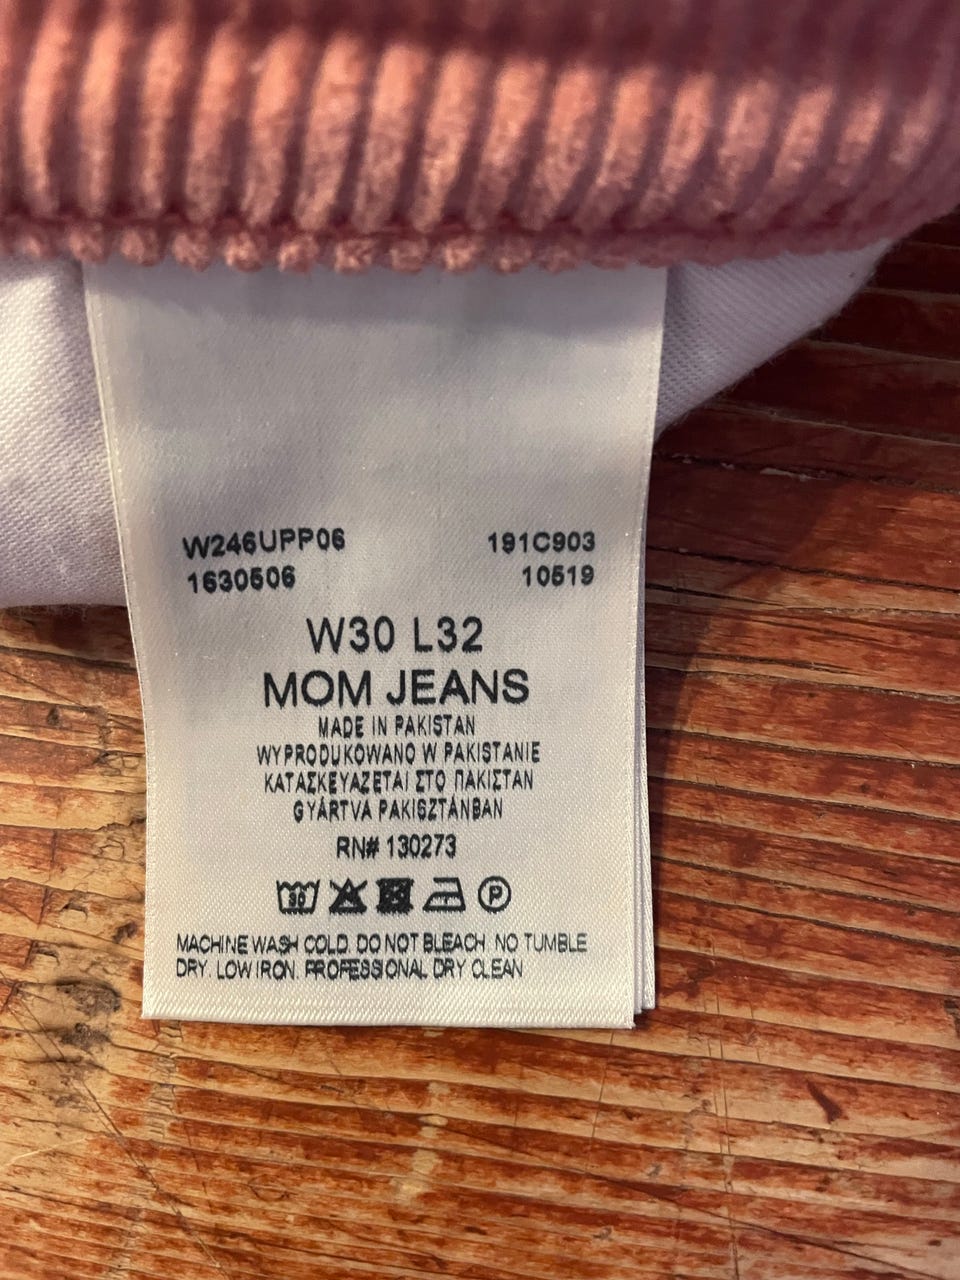 W246UPP06 191C903
1630506 10519
W30 L32
MOM JEANS
MADE IN PAKISTAN
WYPRODUKOWANO W PAKISTANIE
ΚΑΤΑΣΚΕΥΑΖΕΤΑΙ ΣΤΟ ΠΑΚΙΣΤΑΝ
GYÁRTVA PAKISZTÁNBAN
RN# 130273
30 P
MACHINE WASH COLD. DO NOT BLEACH. NO TUMBLE
DRY. LOW IRON. PROFESSIONAL DRY CLEAN